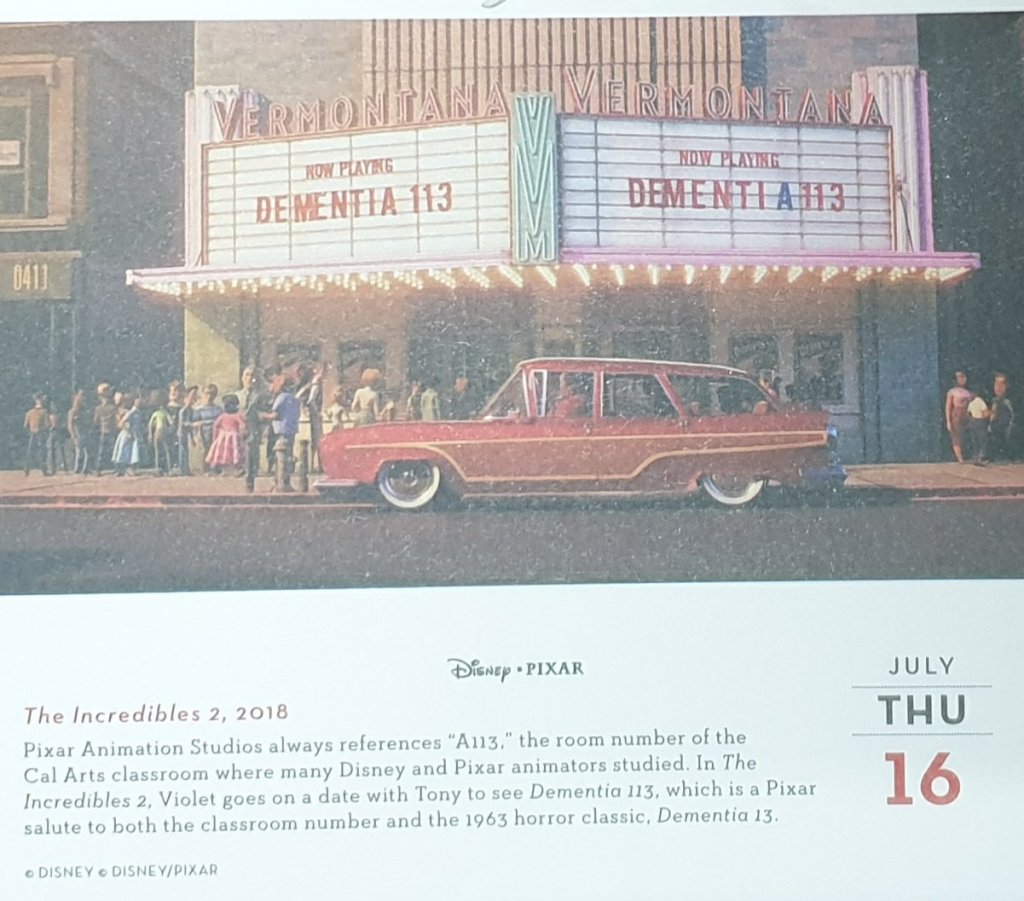 VERMONTANA VERMONTANA
VVVVM
NOW PLAYING
DEMENTIA 113
NOW PLAYING
DEMENTIA 113
0411
DISNEY • PIXAR
The Incredibles 2, 2018
Pixar Animation Studios always references “A113,” the room number of the
Cal Arts classroom where many Disney and Pixar animators studied. In The
Incredibles 2, Violet goes on a date with Tony to see Dementia 113, which is a Pixar
salute to both the classroom number and the 1963 horror classic, Dementia 13.
© DISNEY © DISNEY/PIXAR
JULY
THU
16